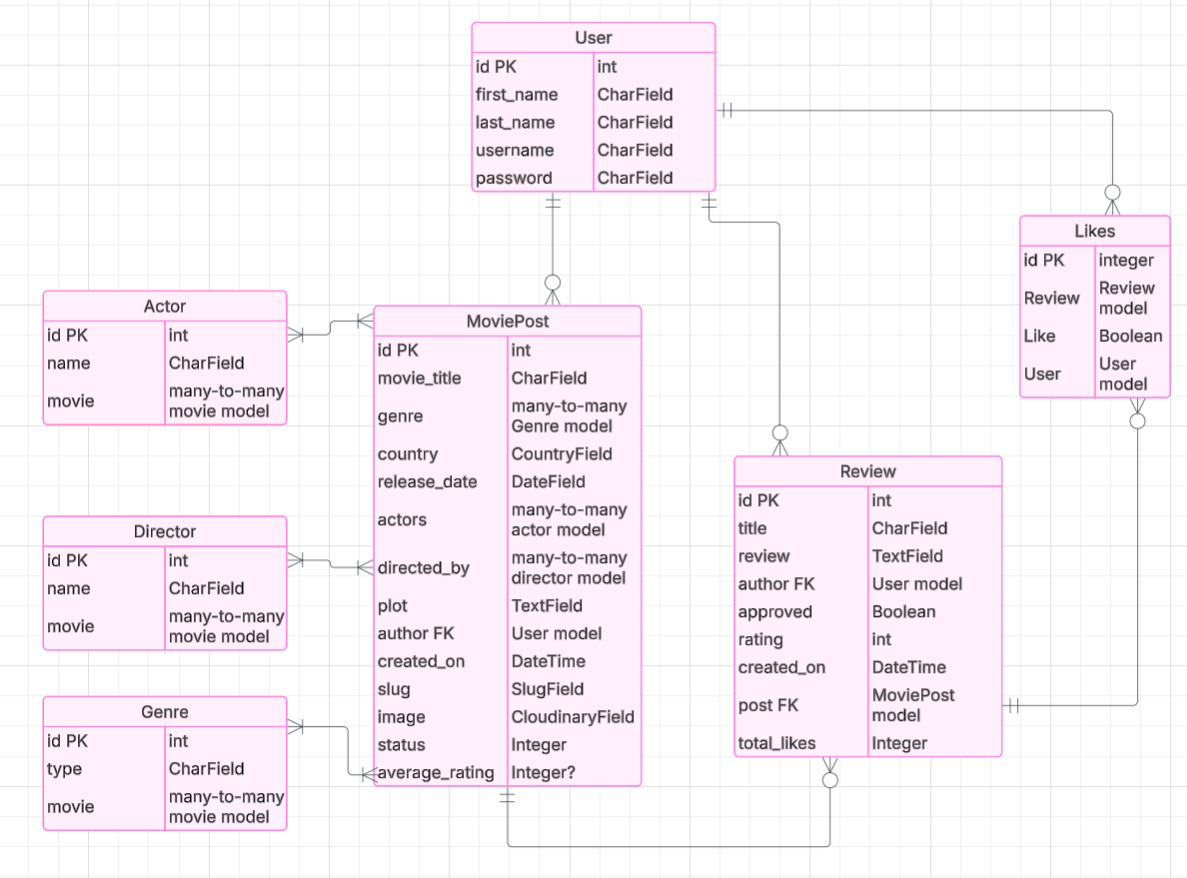 User
id PK int
first_name CharField
last_name CharField
username CharField
password CharField
Likes
id PK integer
Review Review
model
Like Boolean
User User
model
Actor
id PK int
name CharField
movie many-to-many
movie model
MoviePost
id PK int
movie_title CharField
genre many-to-many
Genre model
country CountryField
release_date DateField
actors many-to-many
actor model
directed_by many-to-many
director model
plot TextField
author FK User model
created_on DateTime
slug SlugField
image CloudinaryField
status Integer
average_rating Integer?
Review
id PK int
title CharField
review TextField
author FK User model
approved Boolean
rating int
created_on DateTime
post FK MoviePost
model
total_likes Integer
Director
id PK int
name CharField
movie many-to-many
movie model
Genre
id PK int
type CharField
movie many-to-many
movie model